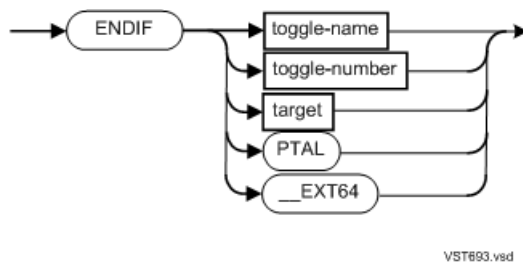 ENDIF
toggle-name
toggle-number
target
PTAL
__EXT64
VST693.vsd